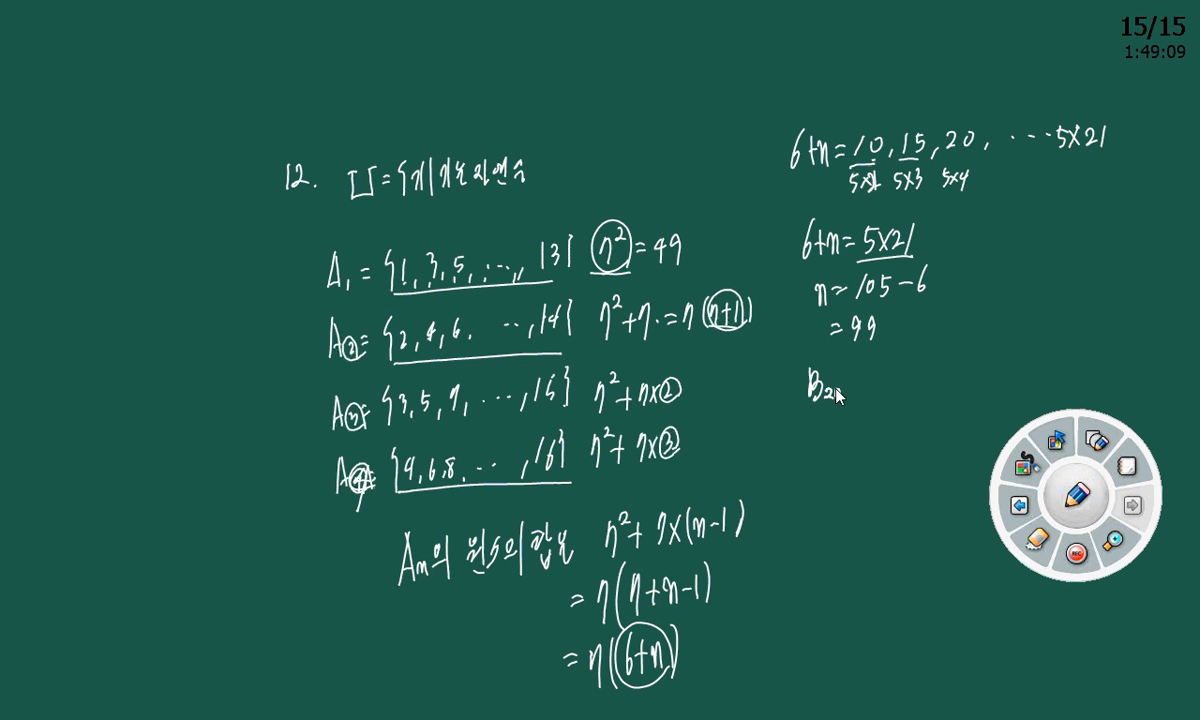 15/15
1:49:09
12. U = {x|x는 자연수
A₁ = {1, 3, 5, ..., 13} 7² = 49
A② = {2, 4, 6, ..., 14} 7²+7 = 7(7+1)
A③ = {3, 5, 7, ..., 15} 7²+7×②
A④ = {4, 6, 8, ..., 16} 7²+7×③
Aₙ의 원소의 합은 7²+7×(n-1)
= 7(7+n-1)
= 7(6+n)
6+n = 10, 15, 20, ... 5×21
5×2 5×3 5×4
6+n = 5×21
n = 105-6
= 99
B₂